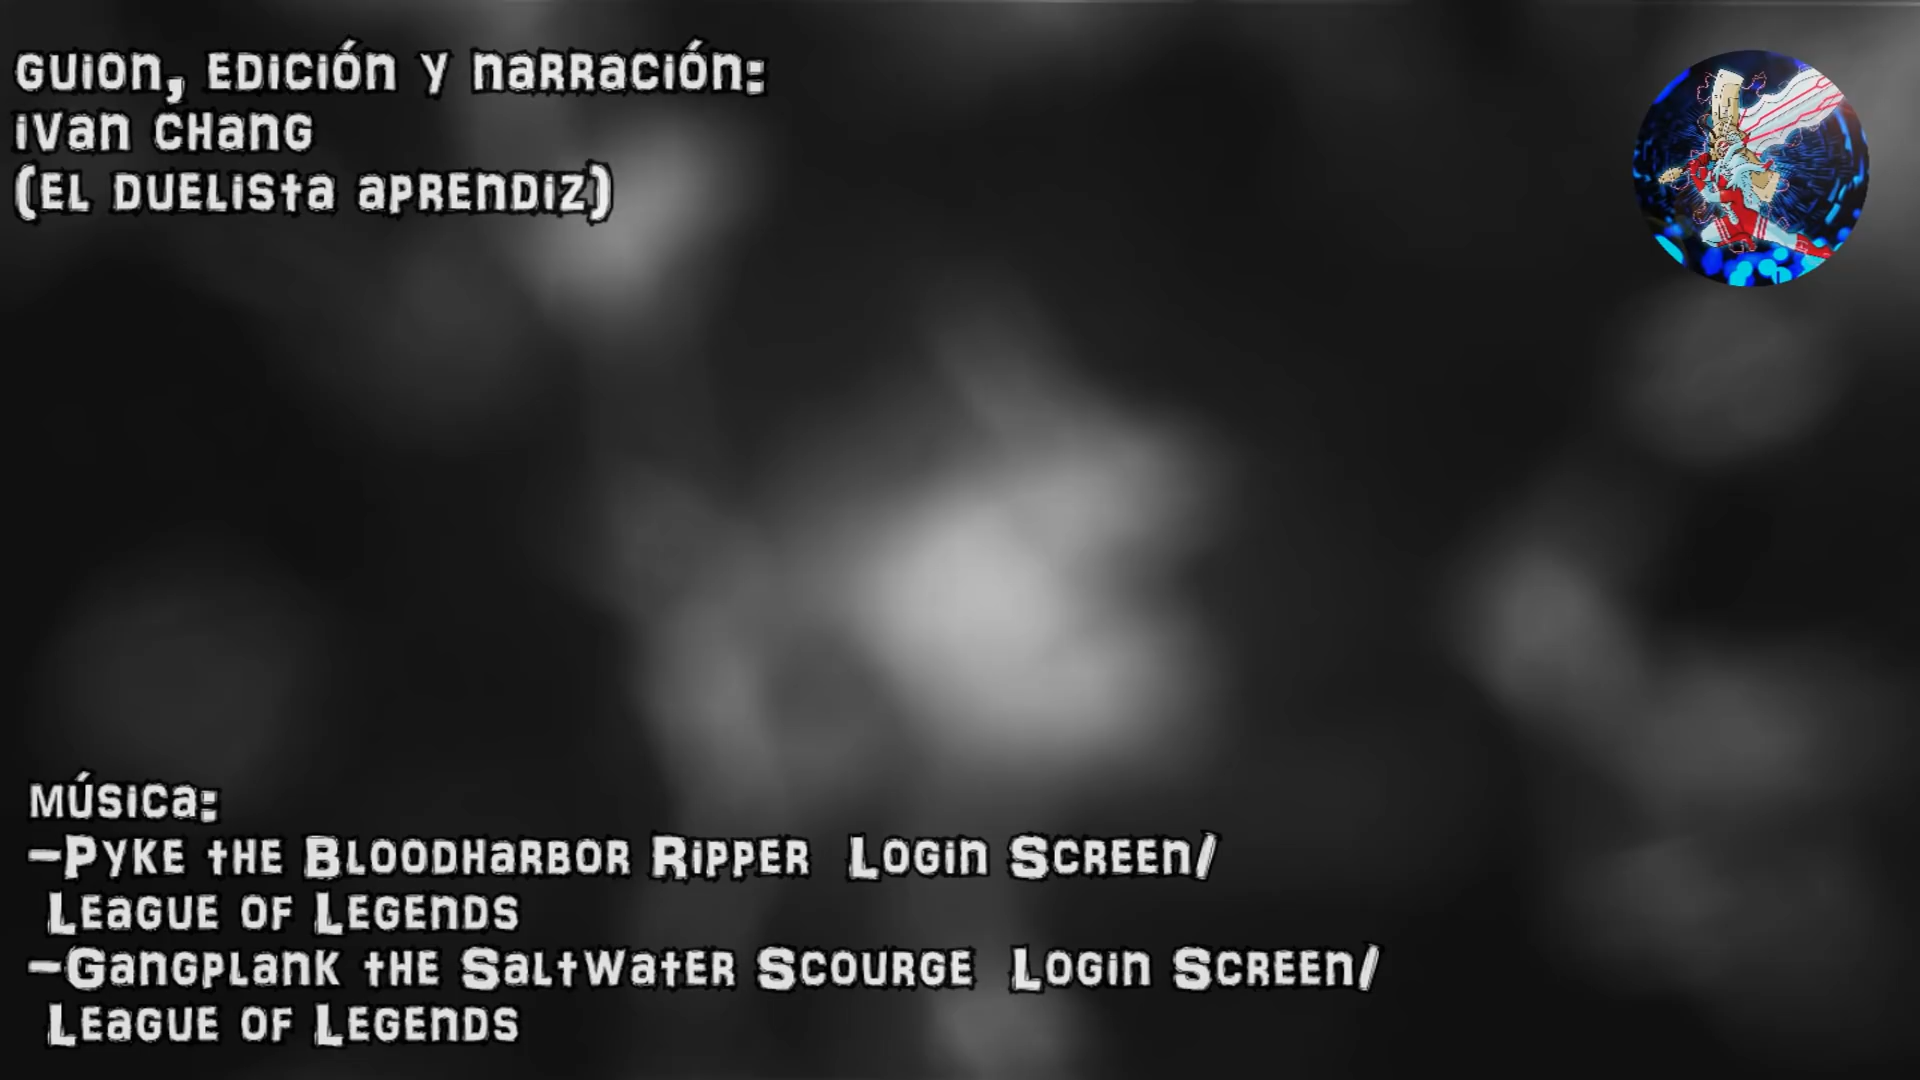 Guion, edición y narración:
Ivan Chang
(El duelista aprendiz)
Música:
-Pyke the Bloodharbor Ripper Login Screen/
League of Legends
-Gangplank the Saltwater Scourge Login Screen/
League of Legends